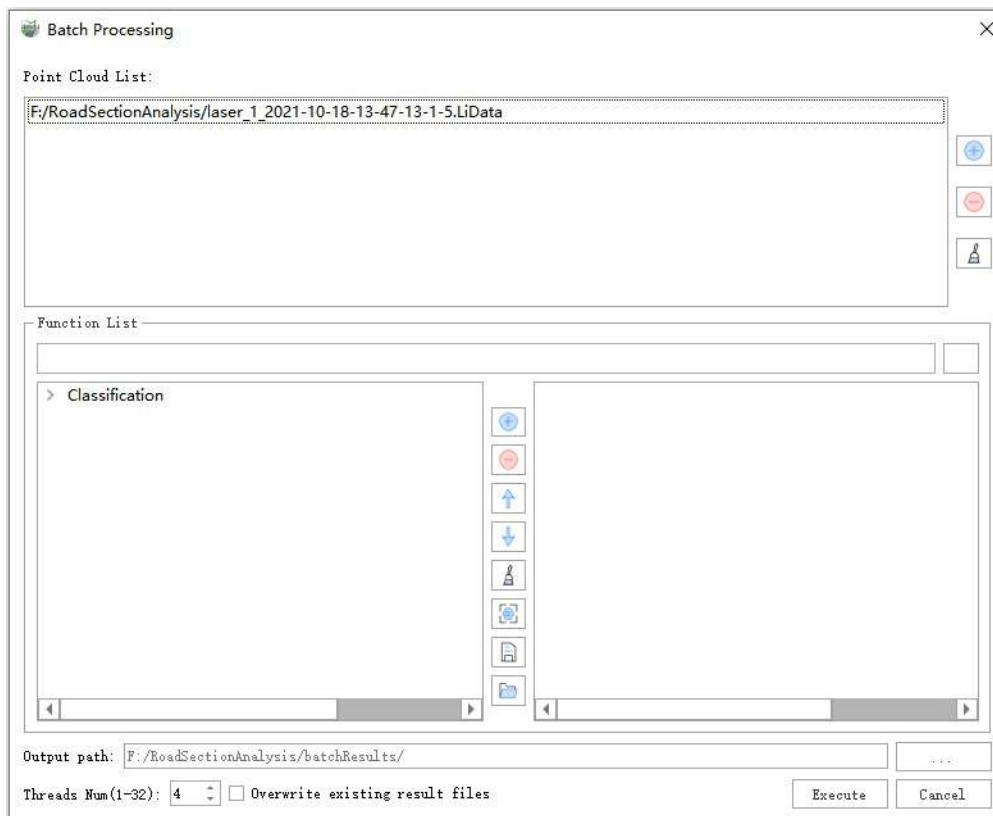 Batch Processing
Point Cloud List:
F:/RoadSectionAnalysis/laser_1_2021-10-18-13-47-13-1-5.LiData
Function List
Classification
Output path: F:/RoadSectionAnalysis/batchResults/ ...
Threads Num(1-32): 4 Overwrite existing result files Execute Cancel